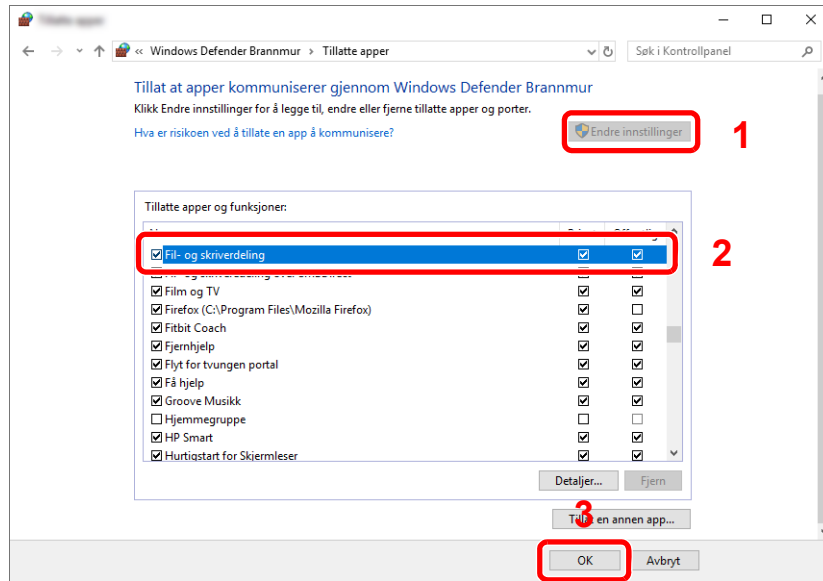 « Windows Defender Brannmur › Tillatte apper
Søk i Kontrollpanel
Tillat at apper kommuniserer gjennom Windows Defender Brannmur
Klikk Endre innstillinger for å legge til, endre eller fjerne tillatte apper og porter.
Hva er risikoen ved å tillate en app å kommunisere?
Endre innstillinger
1
Tillatte apper og funksjoner:
Fil- og skriverdeling
2
Film og TV
Firefox (C:\Program Files\Mozilla Firefox)
Fitbit Coach
Fjernhjelp
Flyt for tvungen portal
Få hjelp
Groove Musikk
Hjemmegruppe
HP Smart
Hurtigstart for Skjermleser
Detaljer...
Fjern
3
Tillat en annen app...
OK
Avbryt